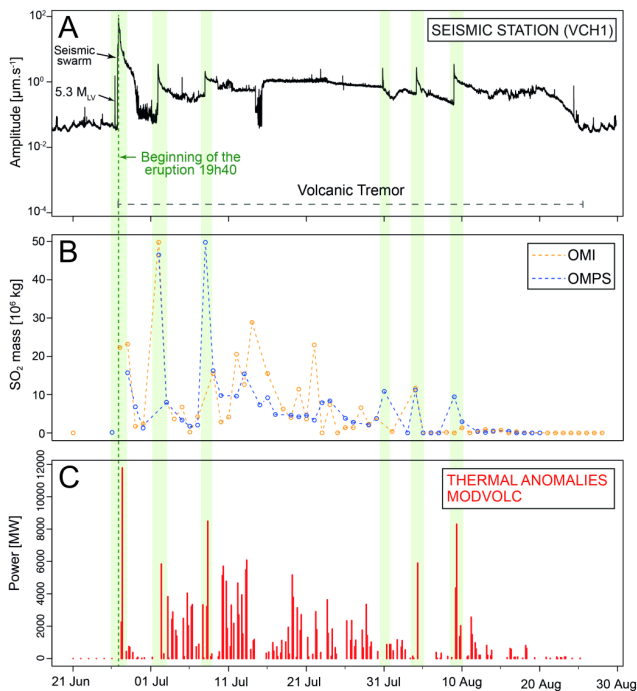 A
SEISMIC STATION (VCH1)
Amplitude [µm.s⁻¹]
10²
10⁰
10⁻²
10⁻⁴
Seismic
swarm
5.3 MLV
Beginning of the
eruption 19h40
Volcanic Tremor
B
OMI
OMPS
SO₂ mass [10⁶ kg]
50
40
30
20
10
0
C
THERMAL ANOMALIES
MODVOLC
Power [MW]
12000
10000
8000
6000
4000
2000
0
21 Jun 01 Jul 11 Jul 21 Jul 31 Jul 10 Aug 20 Aug 30 Aug